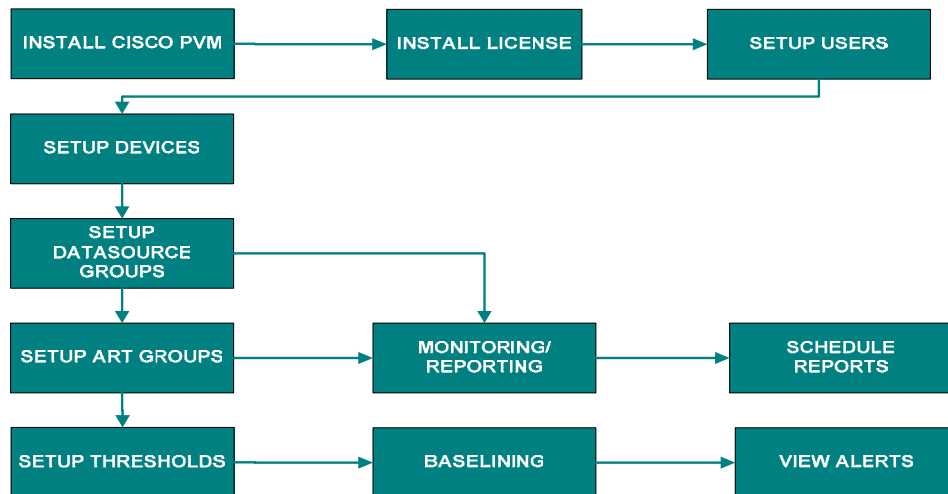 INSTALL CISCO PVM
INSTALL LICENSE
SETUP USERS
SETUP DEVICES
SETUP
DATASOURCE
GROUPS
SETUP ART GROUPS
MONITORING/
REPORTING
SCHEDULE
REPORTS
SETUP THRESHOLDS
BASELINING
VIEW ALERTS